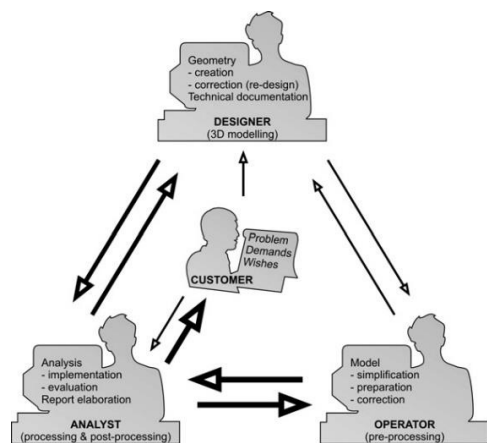 Geometry
- creation
- correction (re-design)
Technical documentation
DESIGNER
(3D modelling)
Problem
Demands
Wishes
CUSTOMER
Analysis
- implementation
- evaluation
Report elaboration
ANALYST
(processing & post-processing)
Model
- simplification
- preparation
- correction
OPERATOR
(pre-processing)